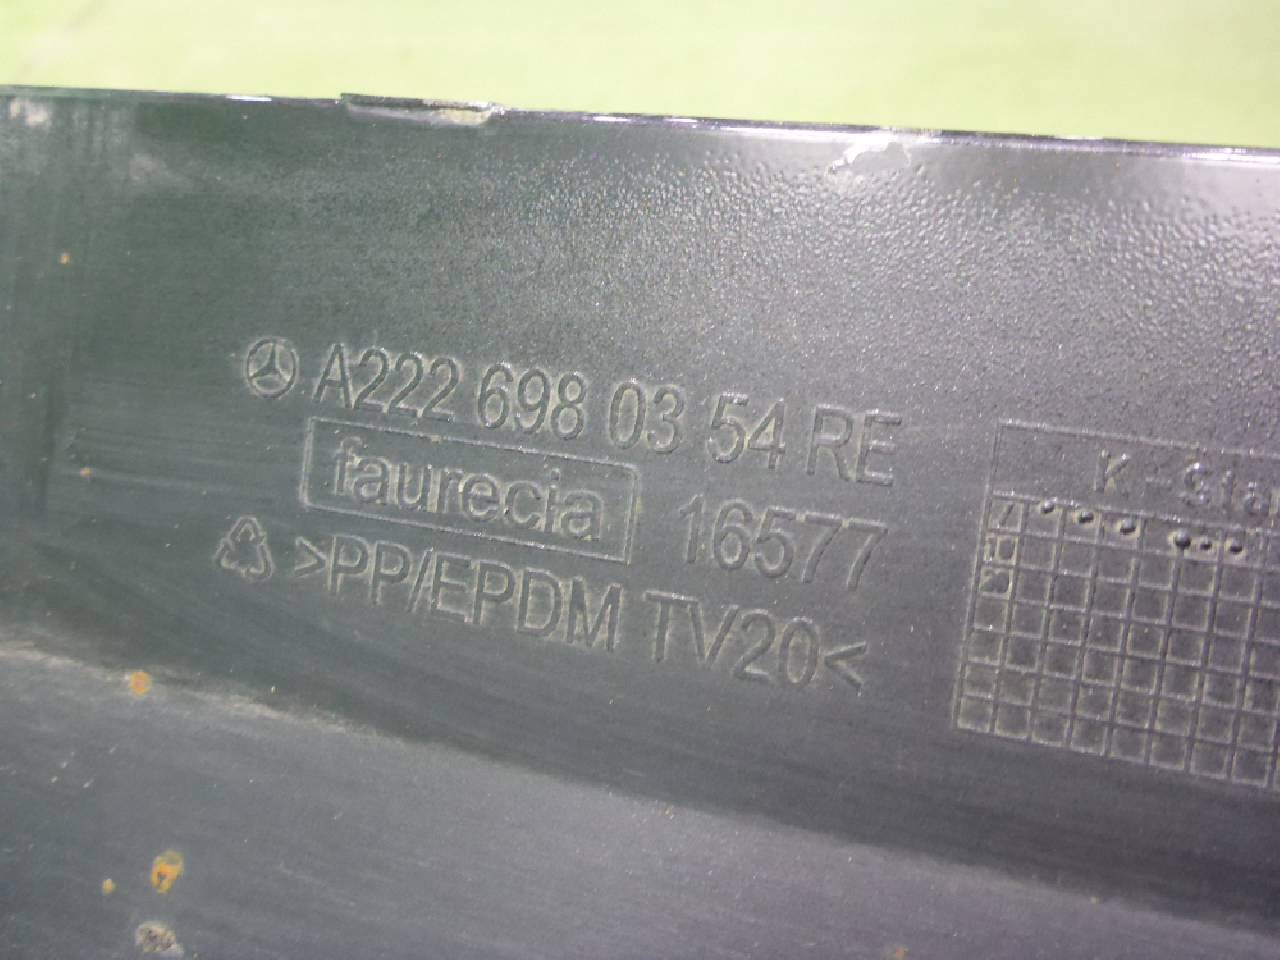 A222 698 03 54 RE
faurecia 16577
>PP/EPDM TV20<